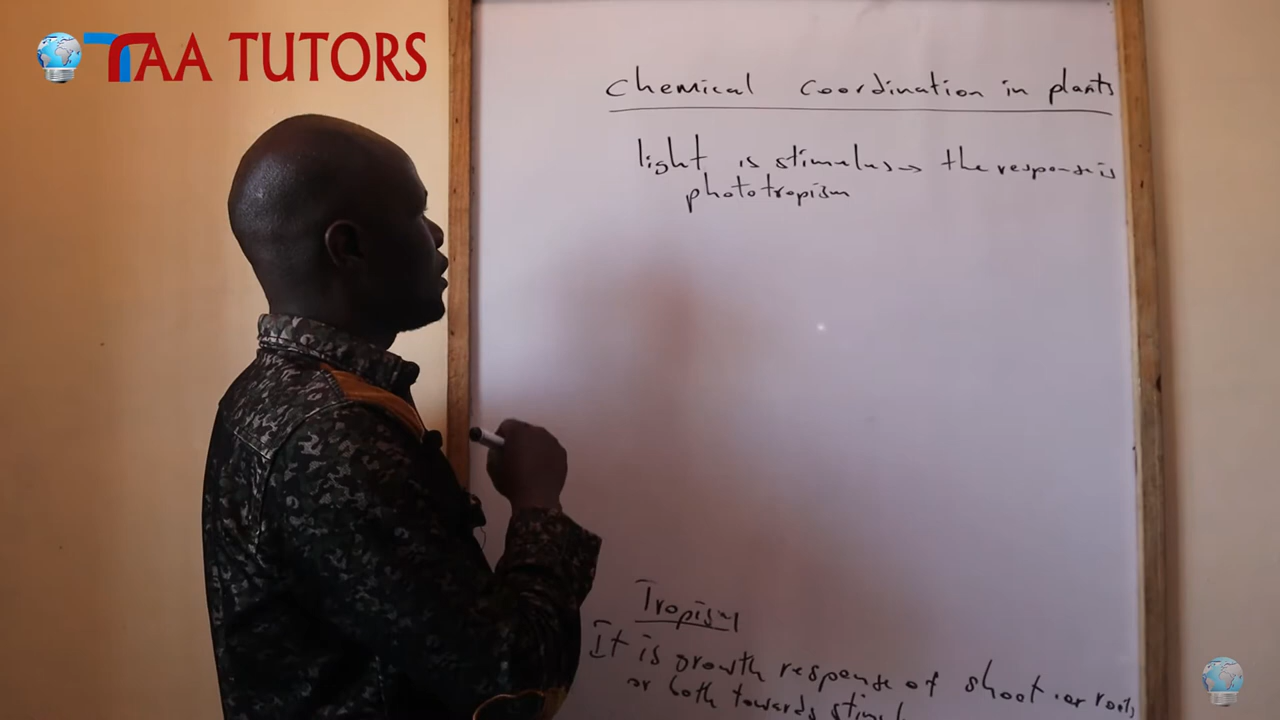 TAA TUTORS
Chemical Coordination in plants
light is stimulus → the response is
phototropism
Tropism
It is growth response of shoot or roots
or both towards